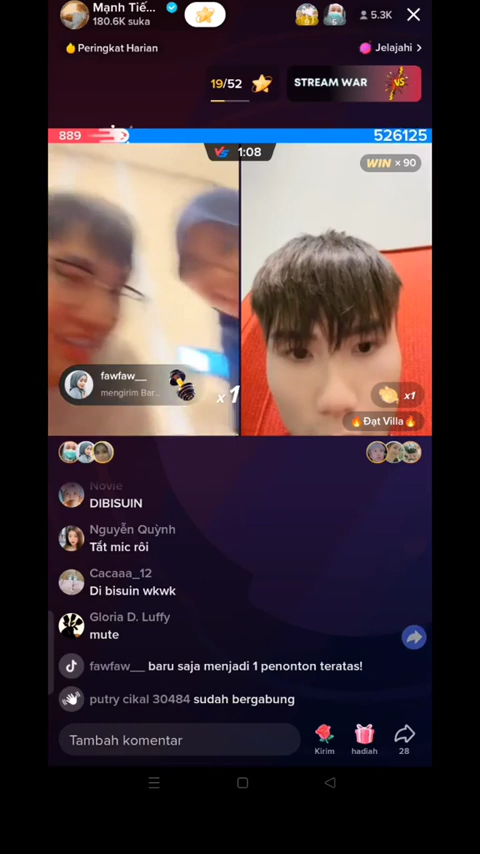 Mạnh Tiế...
180.6K suka
5.3K
Peringkat Harian
Jelajahi >
19/52
STREAM WAR
VS
889
526125
VS 1:08
WIN × 90
fawfaw__
mengirim Bar...
x1
x1
🔥Đạt Villa🔥
Novie
DIBISUIN
Nguyễn Quỳnh
Tắt mic rôi
Cacaaa_12
Di bisuin wkwk
Gloria D. Luffy
mute
fawfaw__ baru saja menjadi 1 penonton teratas!
putry cikal 30484 sudah bergabung
Tambah komentar
Kirim
hadiah
28